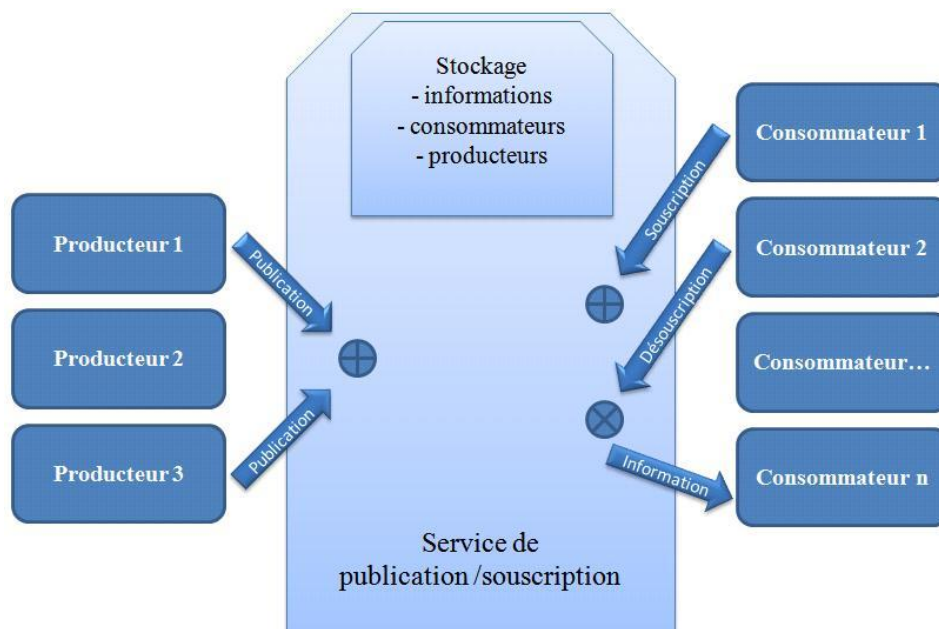 Stockage
- informations
- consommateurs
- producteurs
Producteur 1
Producteur 2
Producteur 3
Publication
Publication
Service de
publication /souscription
Souscription
Désouscription
Information
Consommateur 1
Consommateur 2
Consommateur…
Consommateur n